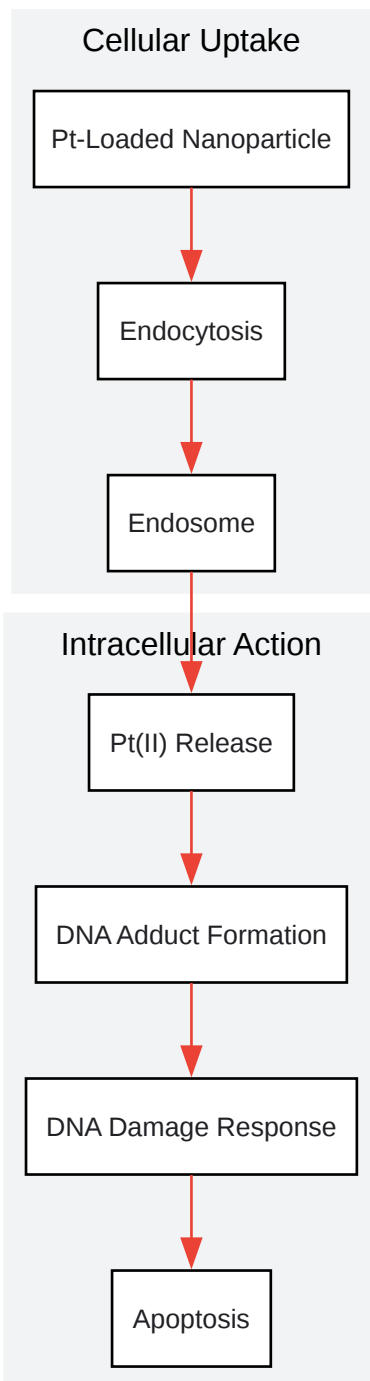 Cellular Uptake
Pt-Loaded Nanoparticle
Endocytosis
Endosome
Intracellular Action
Pt(II) Release
DNA Adduct Formation
DNA Damage Response
Apoptosis